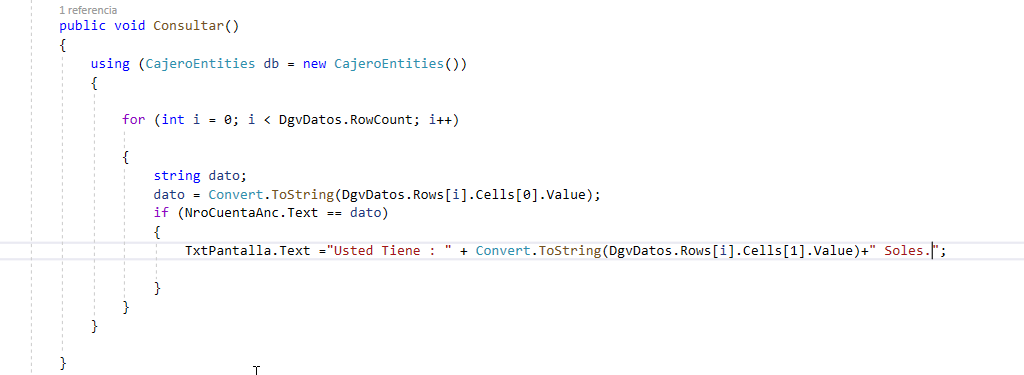 1 referencia
public void Consultar()
{
using (CajeroEntities db = new CajeroEntities())
{
for (int i = 0; i < DgvDatos.RowCount; i++)
{
string dato;
dato = Convert.ToString(DgvDatos.Rows[i].Cells[0].Value);
if (NroCuentaAnc.Text == dato)
{
TxtPantalla.Text ="Usted Tiene : " + Convert.ToString(DgvDatos.Rows[i].Cells[1].Value)+" Soles.";
}
}
}
}